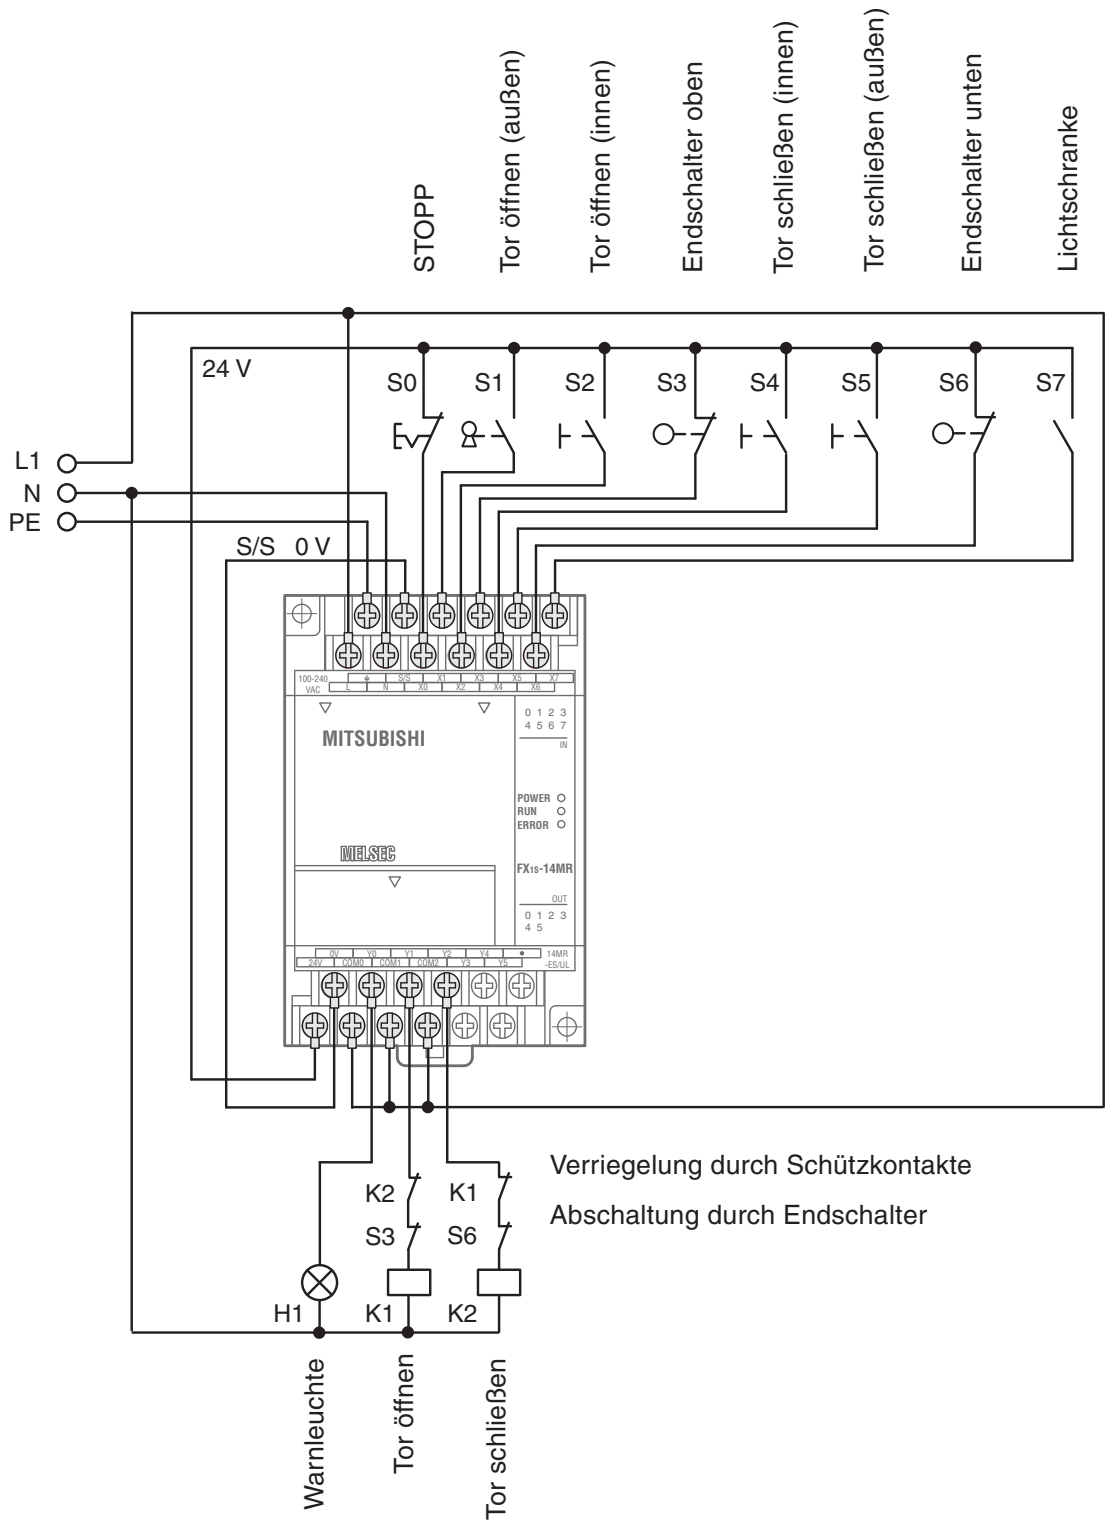 STOPP
Tor öffnen (außen)
Tor öffnen (innen)
Endschalter oben
Tor schließen (innen)
Tor schließen (außen)
Endschalter unten
Lichtschranke
24 V
S0
S1
S2
S3
S4
S5
S6
S7
L1
N
PE
S/S 0 V
100-240
VAC
S/S X1 X3 X5 X7
L N X0 X2 X4 X6
0 1 2 3
4 5 6 7
IN
MITSUBISHI
POWER
RUN
ERROR
MELSEC
FX1S-14MR
OUT
0 1 2 3
4 5
0V Y0 Y1 Y2 Y4
14MR
24V COM0 COM1 COM2 Y3 Y5
-ES/UL
K2
K1
Verriegelung durch Schützkontakte
S3
S6
Abschaltung durch Endschalter
H1
K1
K2
Warnleuchte
Tor öffnen
Tor schließen